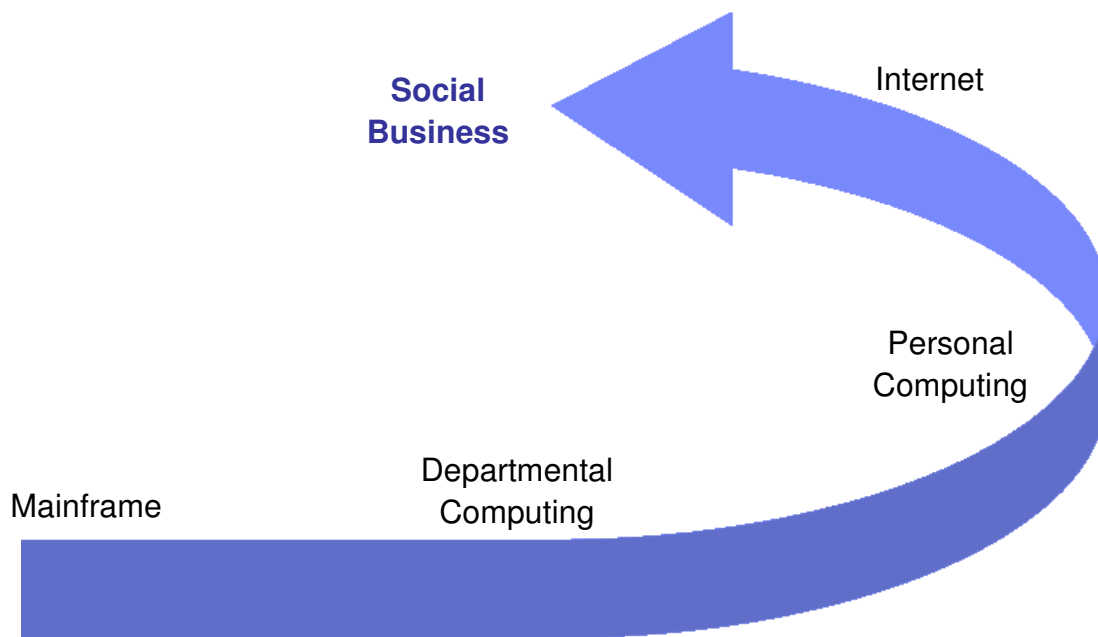 Social
Business
Internet
Personal
Computing
Departmental
Computing
Mainframe